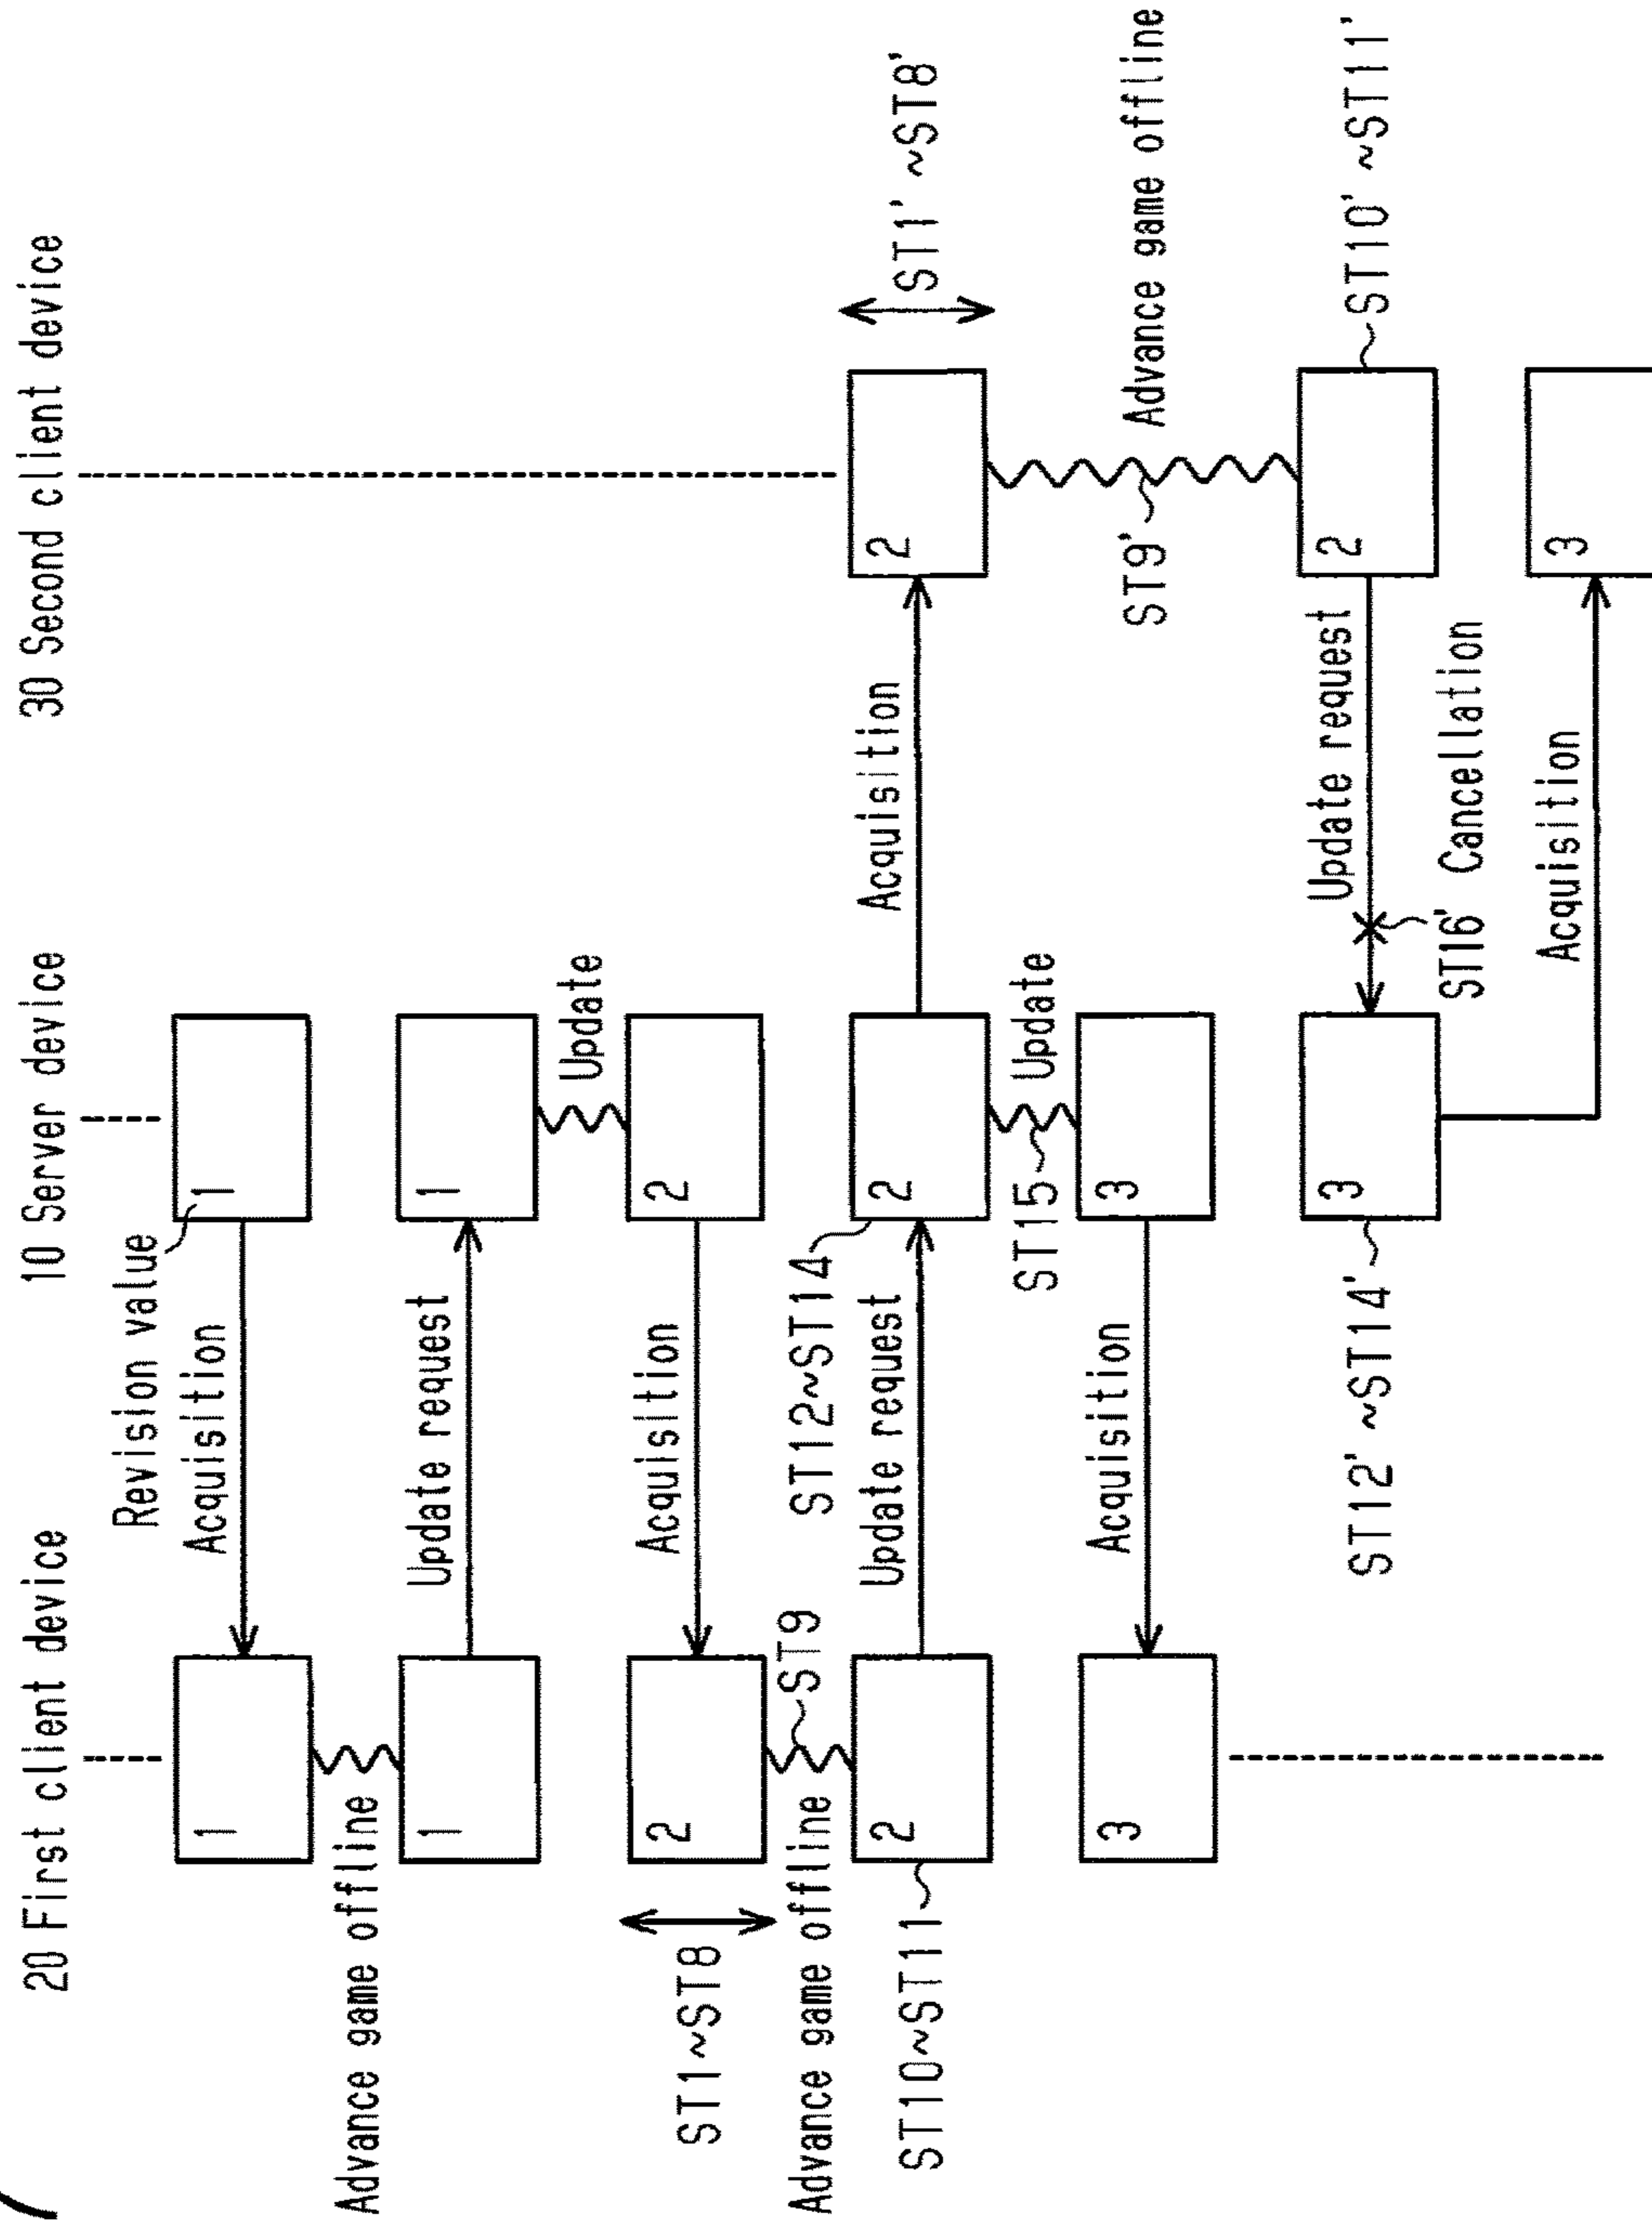 20 First client device
10 Server device
30 Second client device
Revision value
1
Acquisition
1
Advance game offline
1
Update request
1
Update
2
Acquisition
2
ST1~ST8
Advance game offline
ST9
2
ST10~ST11
Update request
ST12~ST14
2
Acquisition
2
ST1'~ST8'
ST15
Update
3
Acquisition
3
ST9'
Advance game offline
2
ST10'~ST11'
Update request
ST16' Cancellation
3
ST12'~ST14'
Acquisition
3